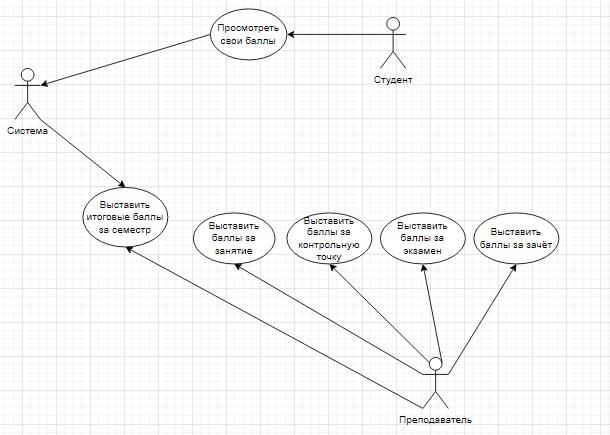 Просмотреть
свои баллы
Студент
Система
Выставить
итоговые баллы
за семестр
Выставить
баллы за
занятие
Выставить
баллы за
контрольную
точку
Выставить
баллы за
экзамен
Выставить
баллы за зачёт
Преподаватель